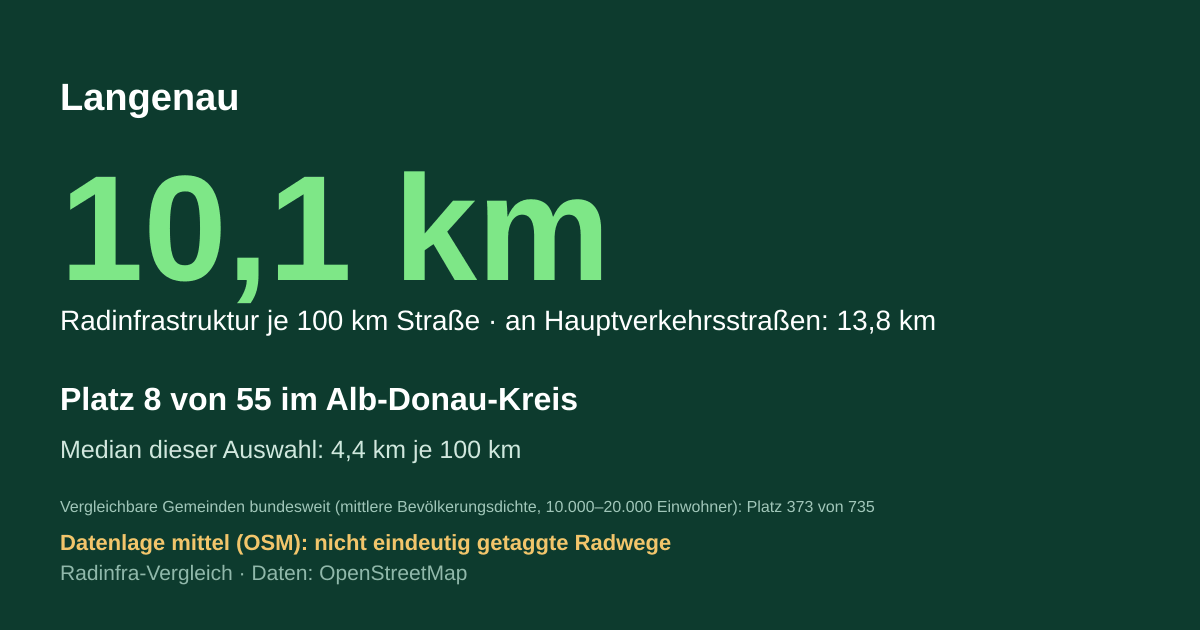 Langenau
10,1 km
Radinfrastruktur je 100 km Straße · an Hauptverkehrsstraßen: 13,8 km
Platz 8 von 55 im Alb-Donau-Kreis
Median dieser Auswahl: 4,4 km je 100 km
Vergleichbare Gemeinden bundesweit (mittlere Bevölkerungsdichte, 10.000–20.000 Einwohner): Platz 373 von 735
Datenlage mittel (OSM): nicht eindeutig getaggte Radwege
Radinfra-Vergleich · Daten: OpenStreetMap